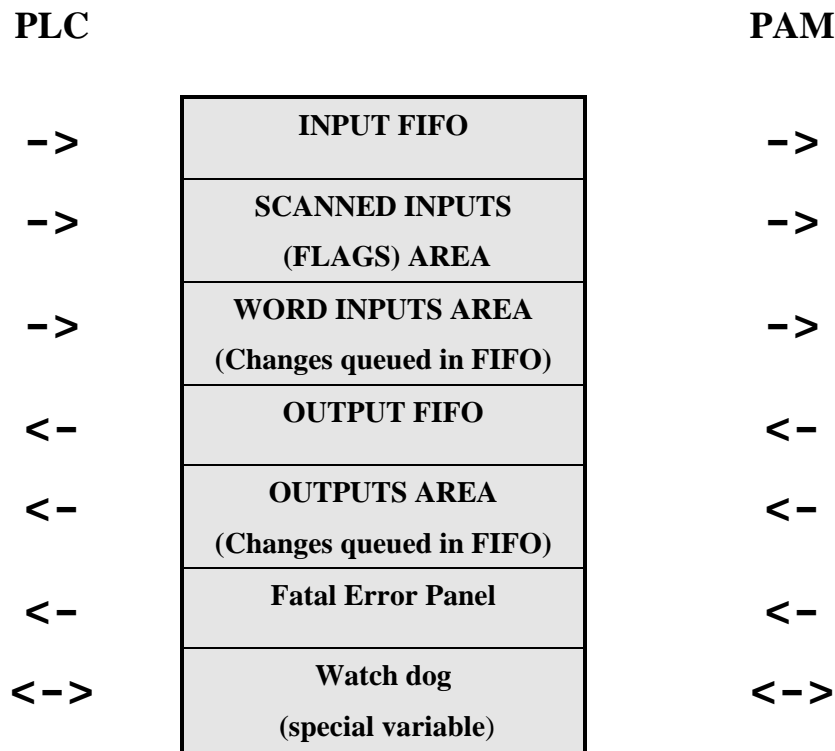 PLC PAM
-> INPUT FIFO ->
-> SCANNED INPUTS ->
(FLAGS) AREA
-> WORD INPUTS AREA ->
(Changes queued in FIFO)
<- OUTPUT FIFO <-
<- OUTPUTS AREA <-
(Changes queued in FIFO)
<- Fatal Error Panel <-
<-> Watch dog <->
(special variable)